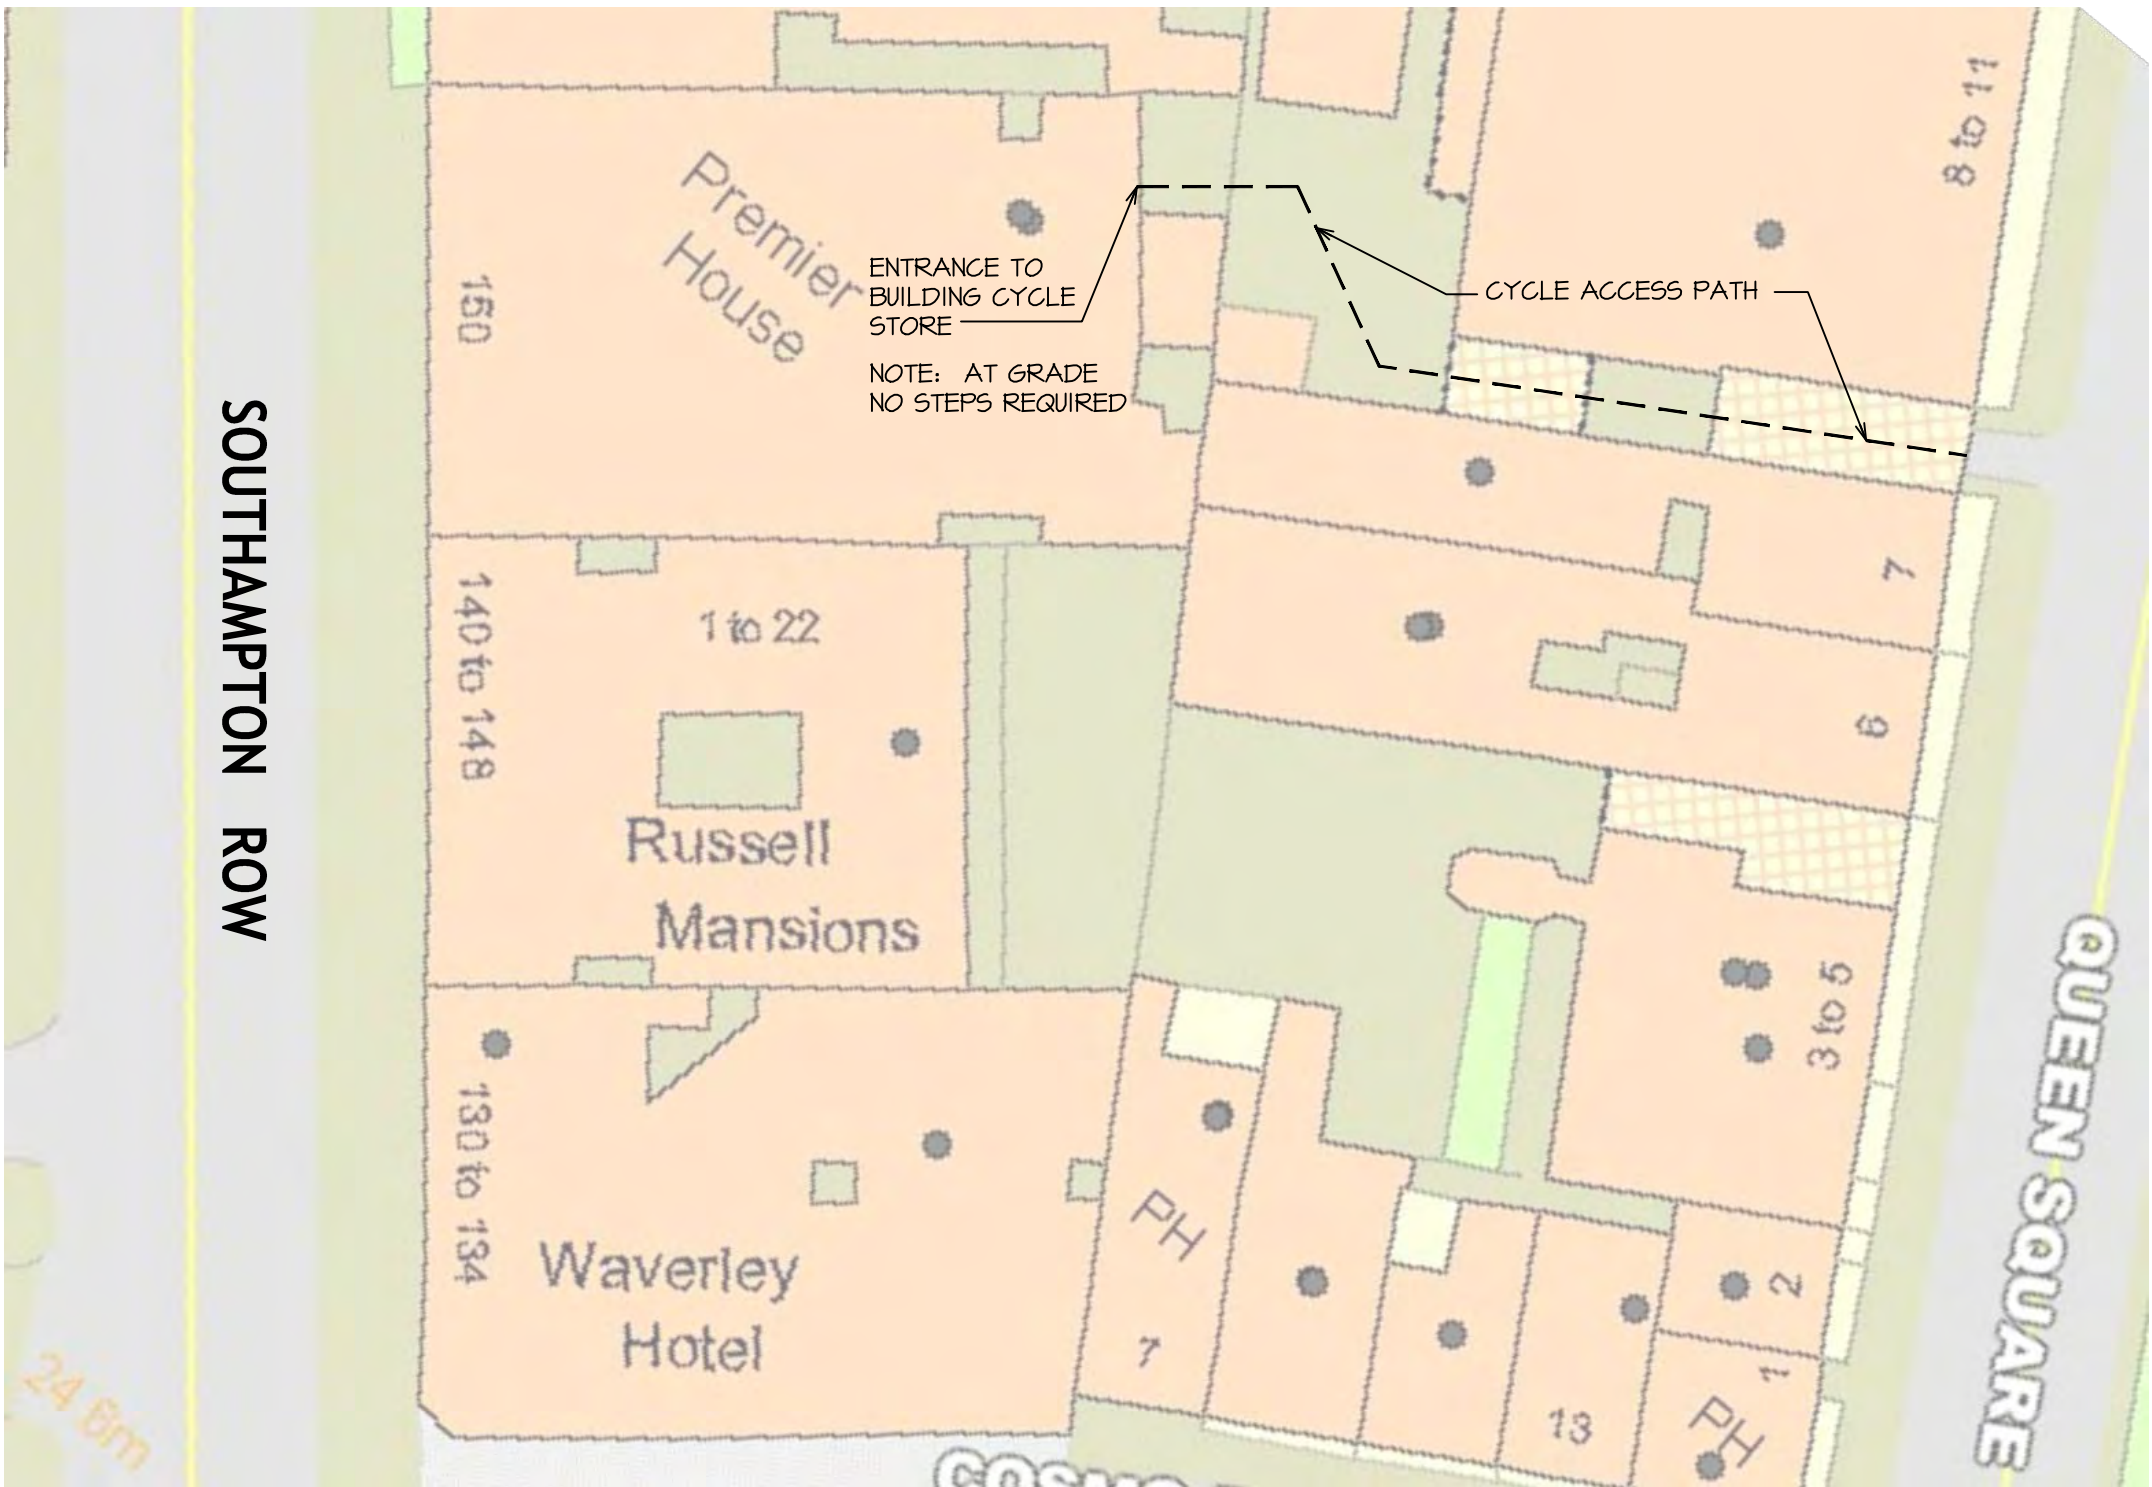 8 to 11
Premier
House
150
ENTRANCE TO
BUILDING CYCLE
STORE
NOTE: AT GRADE
NO STEPS REQUIRED
CYCLE ACCESS PATH
SOUTHAMPTON ROW
7
140 to 148
1 to 22
6
Russell
Mansions
3 to 5
QUEEN SQUARE
130 to 134
PH
Waverley
Hotel
7
2
1
13
PH
24.6m